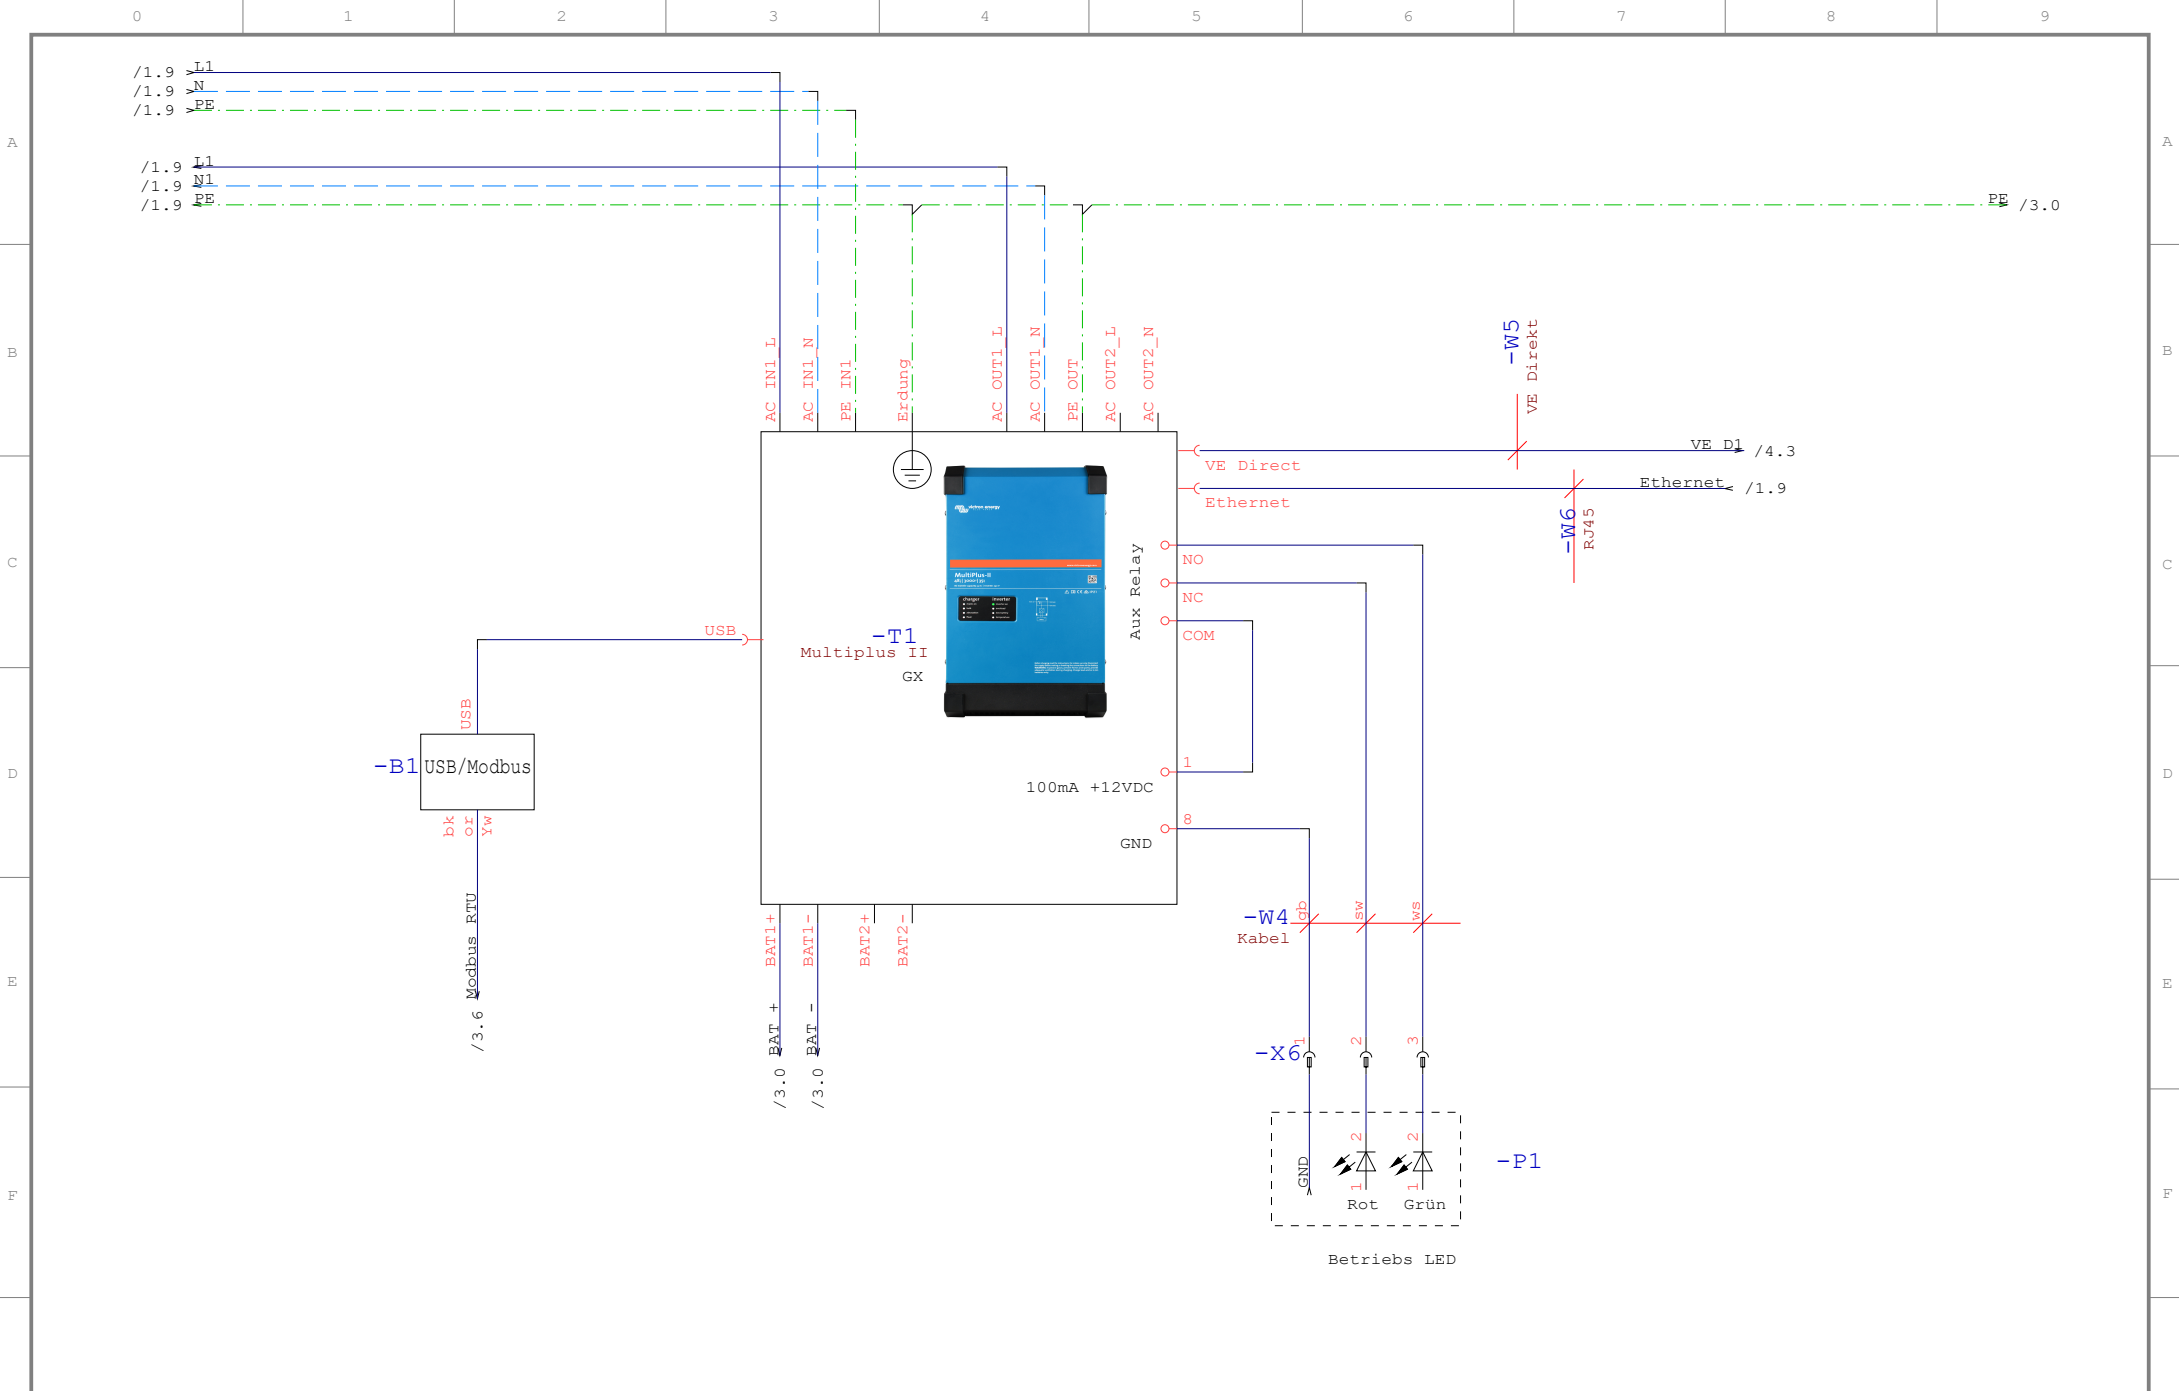 0 1 2 3 4 5 6 7 8 9
/1.9 L1
/1.9 N
/1.9 PE
A A
/1.9 L1
/1.9 N1
/1.9 PE
PE /3.0
B B
AC IN1_L
AC IN1_N
PE IN1
Erdung
AC OUT1_L
AC OUT1_N
PE OUT
AC OUT2_L
AC OUT2_N
-W5
VE Direkt
VE D1 /4.3
VE Direct
Ethernet /1.9
Ethernet
-W6
RJ45
C C
victron energy
MultiPlus-II
charger inverter
Aux Relay
NO
NC
COM
USB
-T1
Multiplus II
GX
USB
-B1
USB/Modbus
D D
bk
or
Yw
1
100mA +12VDC
8
GND
Modbus RTU
/3.6
BAT1+
BAT1-
BAT2+
BAT2-
-W4
Kabel
gb
sw
ws
E E
BAT +
/3.0
BAT -
/3.0
-X6
1
2
3
F F
GND
2
1
Rot
2
1
Grün
-P1
Betriebs LED